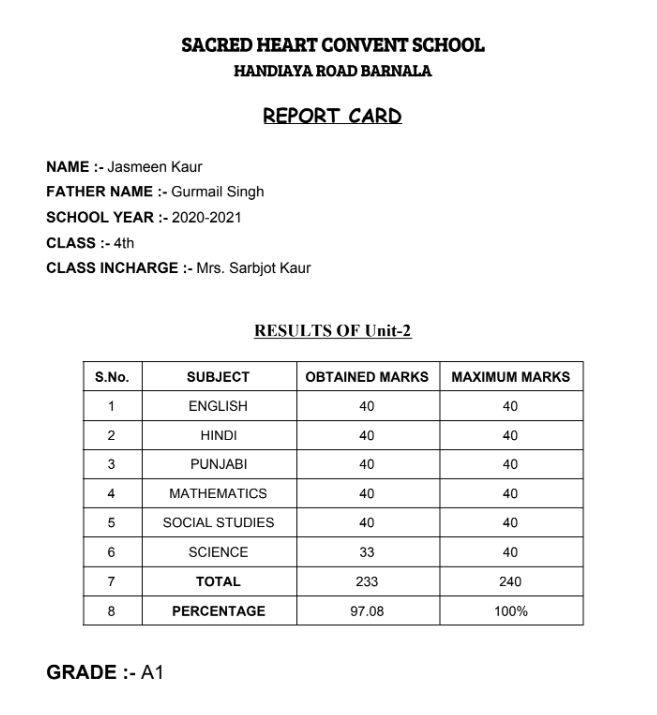 SACRED HEART CONVENT SCHOOL
HANDIAYA ROAD BARNALA
REPORT CARD
NAME :- Jasmeen Kaur
FATHER NAME :- Gurmail Singh
SCHOOL YEAR :- 2020-2021
CLASS :- 4th
CLASS INCHARGE :- Mrs. Sarbjot Kaur
RESULTS OF Unit-2
S.No. SUBJECT OBTAINED MARKS MAXIMUM MARKS
1 ENGLISH 40 40
2 HINDI 40 40
3 PUNJABI 40 40
4 MATHEMATICS 40 40
5 SOCIAL STUDIES 40 40
6 SCIENCE 33 40
7 TOTAL 233 240
8 PERCENTAGE 97.08 100%
GRADE :- A1